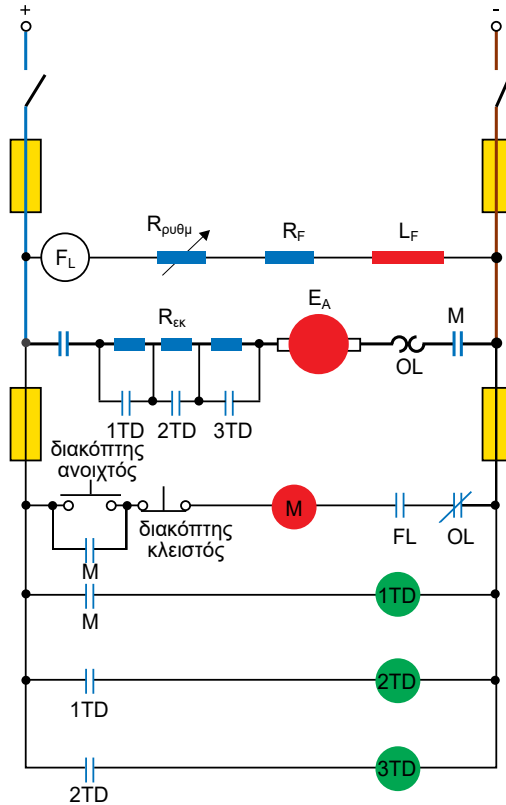 + -
F_L R_ρυθμ R_F L_F
R_εκ E_A M
OL
1TD 2TD 3TD
διακόπτης
ανοιχτός
διακόπτης
κλειστός
M
FL OL
M
M
1TD
2TD
1TD
3TD
2TD